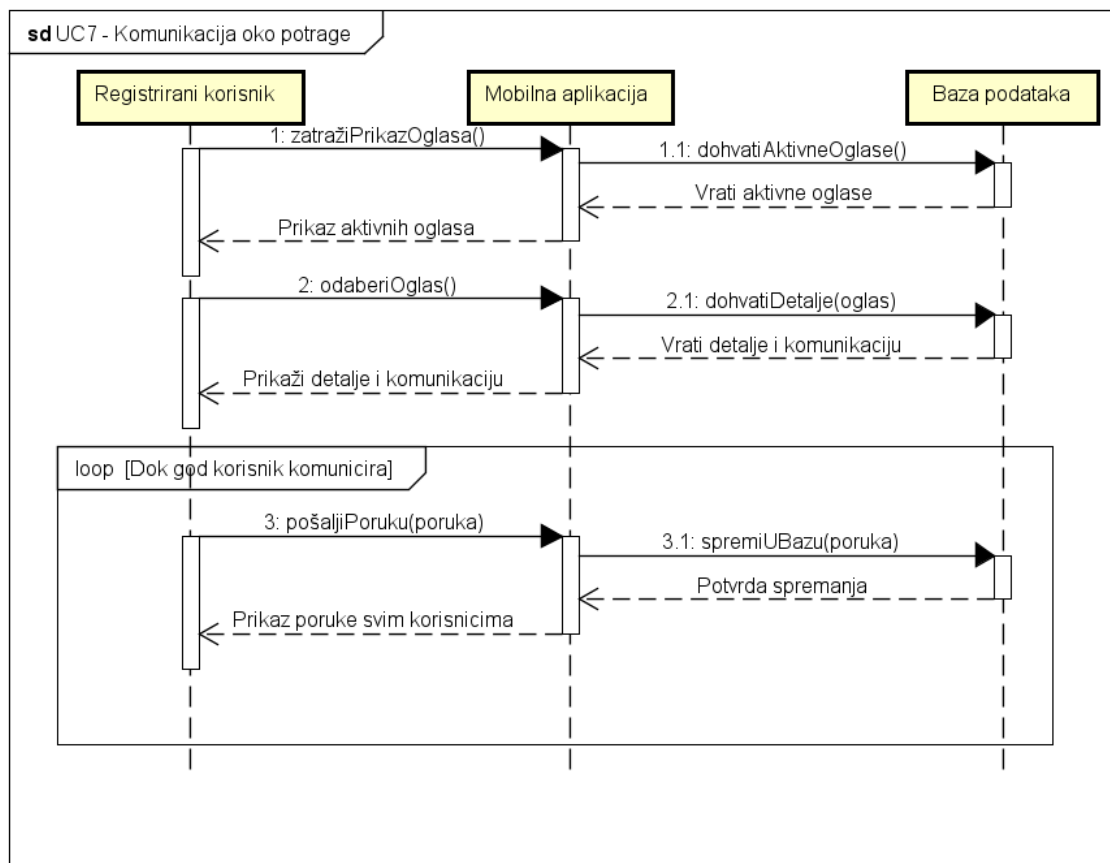 sd UC7 - Komunikacija oko potrage
Registrirani korisnik
Mobilna aplikacija
Baza podataka
1: zatražiPrikazOglasa()
1.1: dohvatiAktivneOglase()
Vrati aktivne oglase
Prikaz aktivnih oglasa
2: odaberiOglas()
2.1: dohvatiDetalje(oglas)
Vrati detalje i komunikaciju
Prikaži detalje i komunikaciju
loop [Dok god korisnik komunicira]
3: pošaljiPoruku(poruka)
3.1: spremiUBazu(poruka)
Potvrda spremanja
Prikaz poruke svim korisnicima